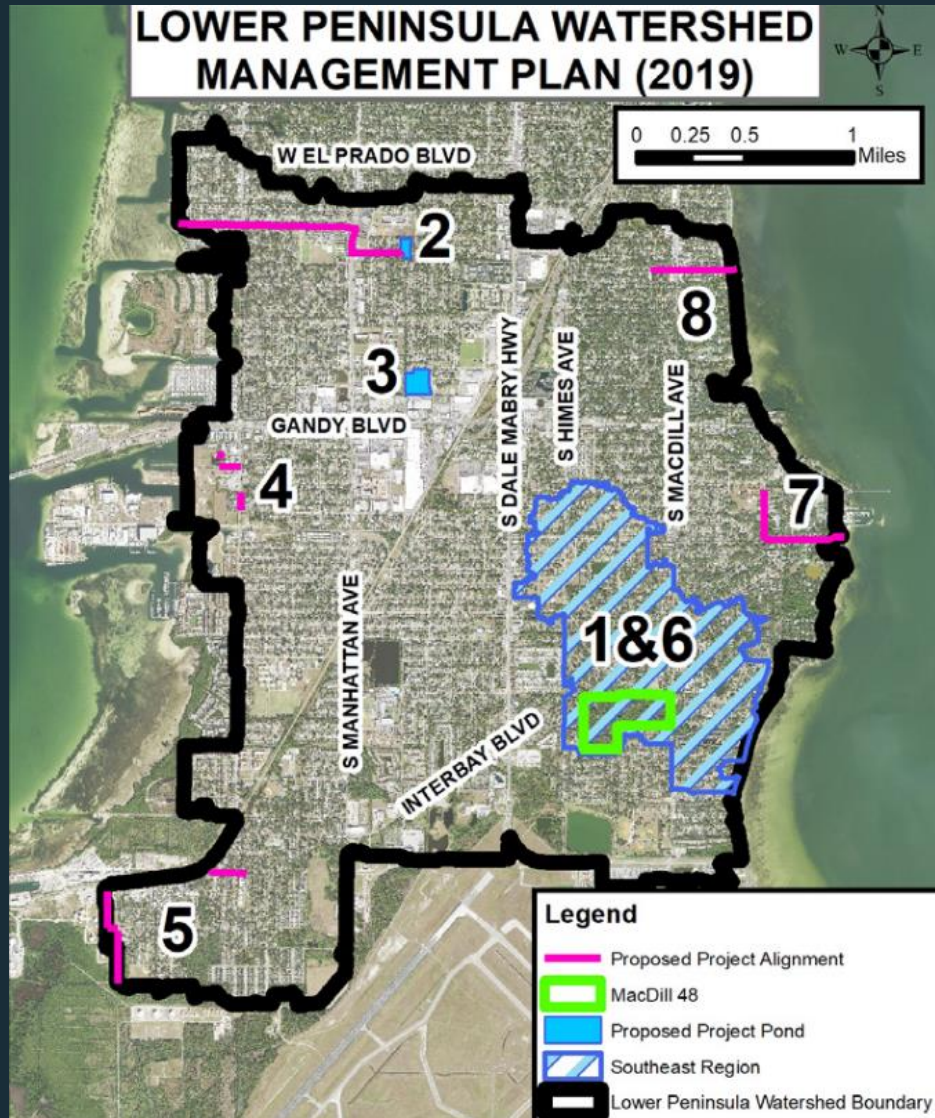 LOWER PENINSULA WATERSHED
MANAGEMENT PLAN (2019)
N
W E
S
0 0.25 0.5 1
Miles
W EL PRADO BLVD
2
8
3
S DALE MABRY HWY
S HIMES AVE
S MACDILL AVE
GANDY BLVD
4
7
S MANHATTAN AVE
1&6
INTERBAY BLVD
5
Legend
Proposed Project Alignment
MacDill 48
Proposed Project Pond
Southeast Region
Lower Peninsula Watershed Boundary